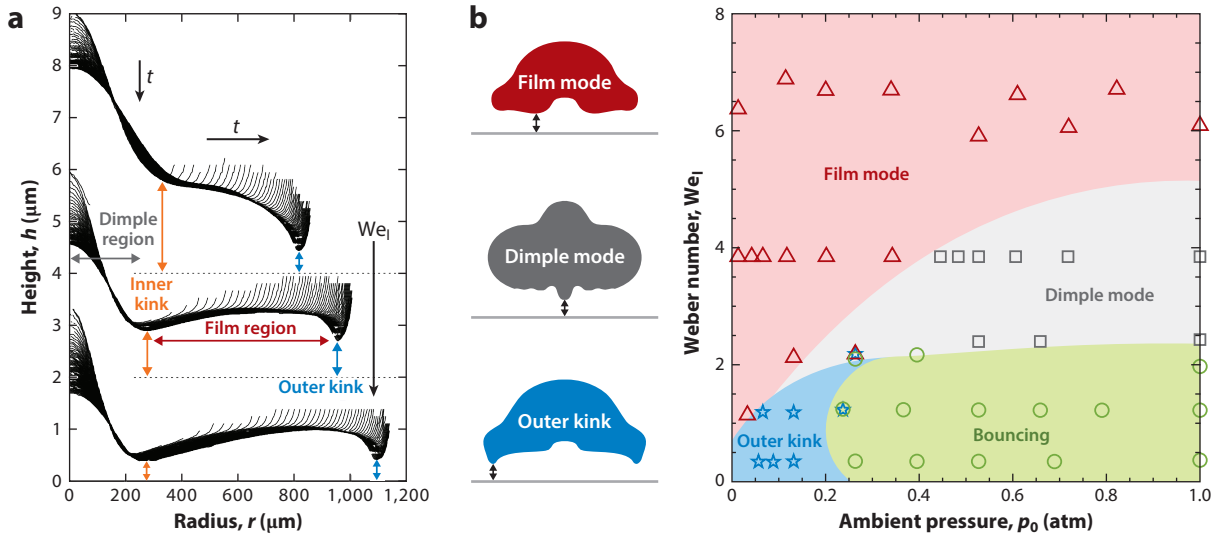 a
9
8
7
6
5
4
3
2
1
0
Height, h (μm)
t
t
Dimple
region
We_l
Inner
kink
Film region
Outer kink
0
200
400
600
800
1,000
1,200
Radius, r (μm)
b
Film mode
Dimple mode
Outer kink
8
6
4
2
0
Weber number, We_l
Film mode
Dimple mode
Outer kink
Bouncing
0
0.2
0.4
0.6
0.8
1.0
Ambient pressure, p₀ (atm)